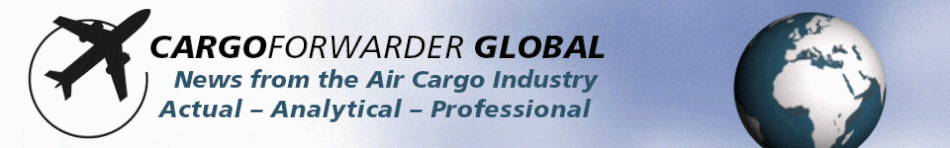 CARGOFORWARDER GLOBAL
News from the Air Cargo Industry
Actual – Analytical – Professional